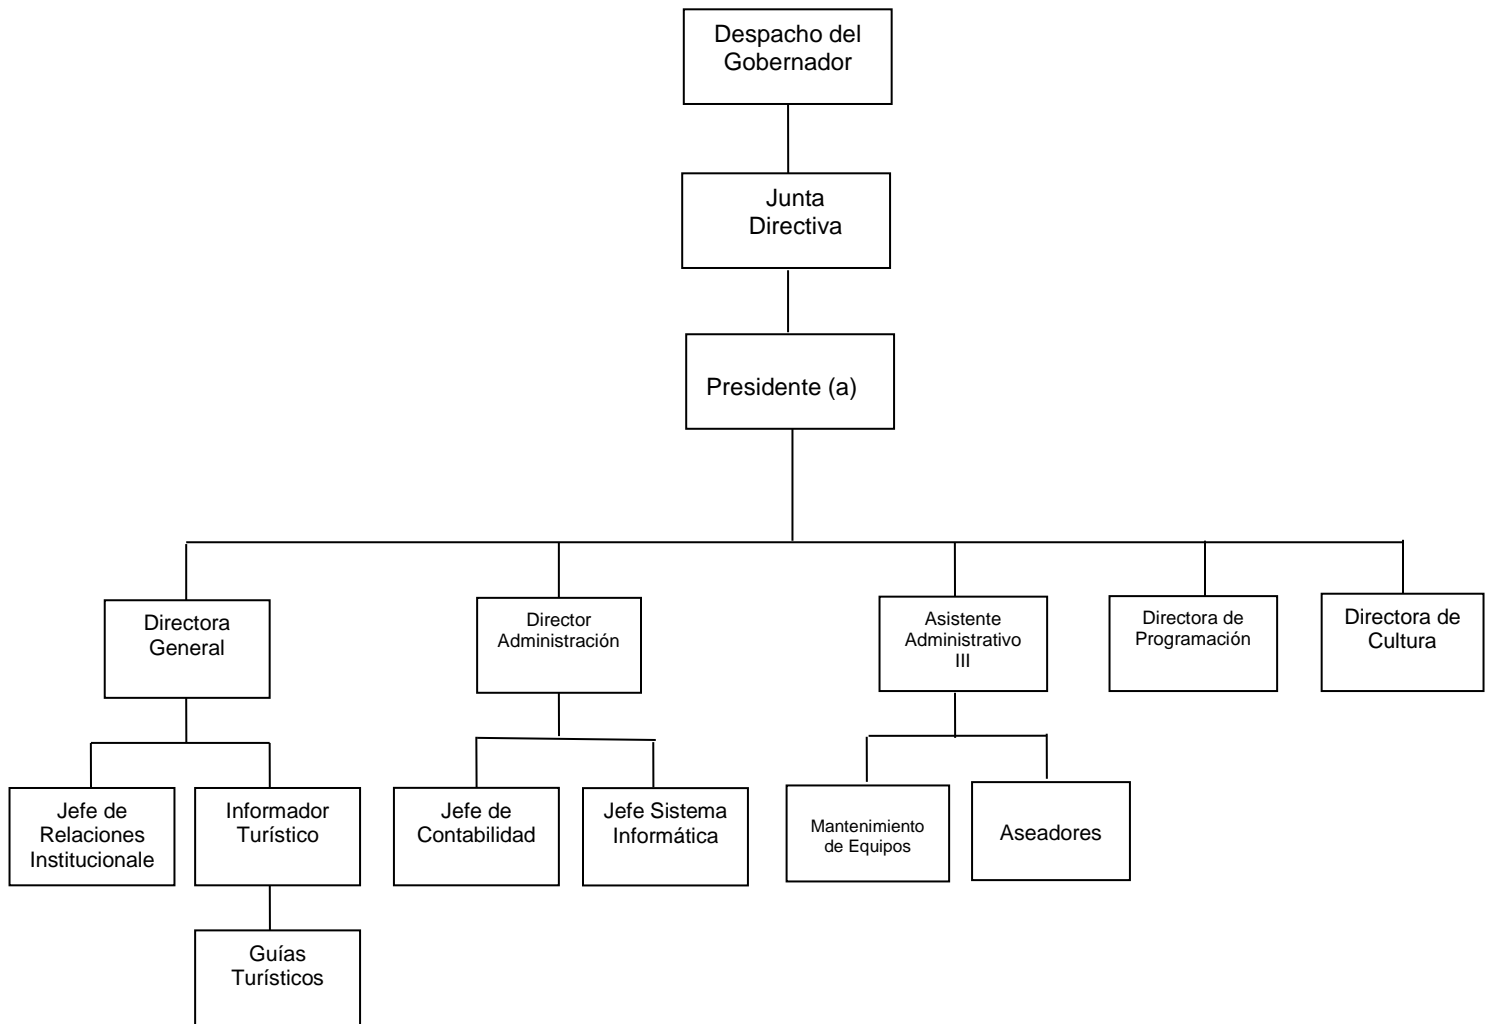 Despacho del
Gobernador
Junta
Directiva
Presidente (a)
Directora
General
Director
Administración
Asistente
Administrativo
III
Directora de
Programación
Directora de
Cultura
Jefe de
Relaciones
Institucionale
Informador
Turístico
Jefe de
Contabilidad
Jefe Sistema
Informática
Mantenimiento
de Equipos
Aseadores
Guías
Turísticos